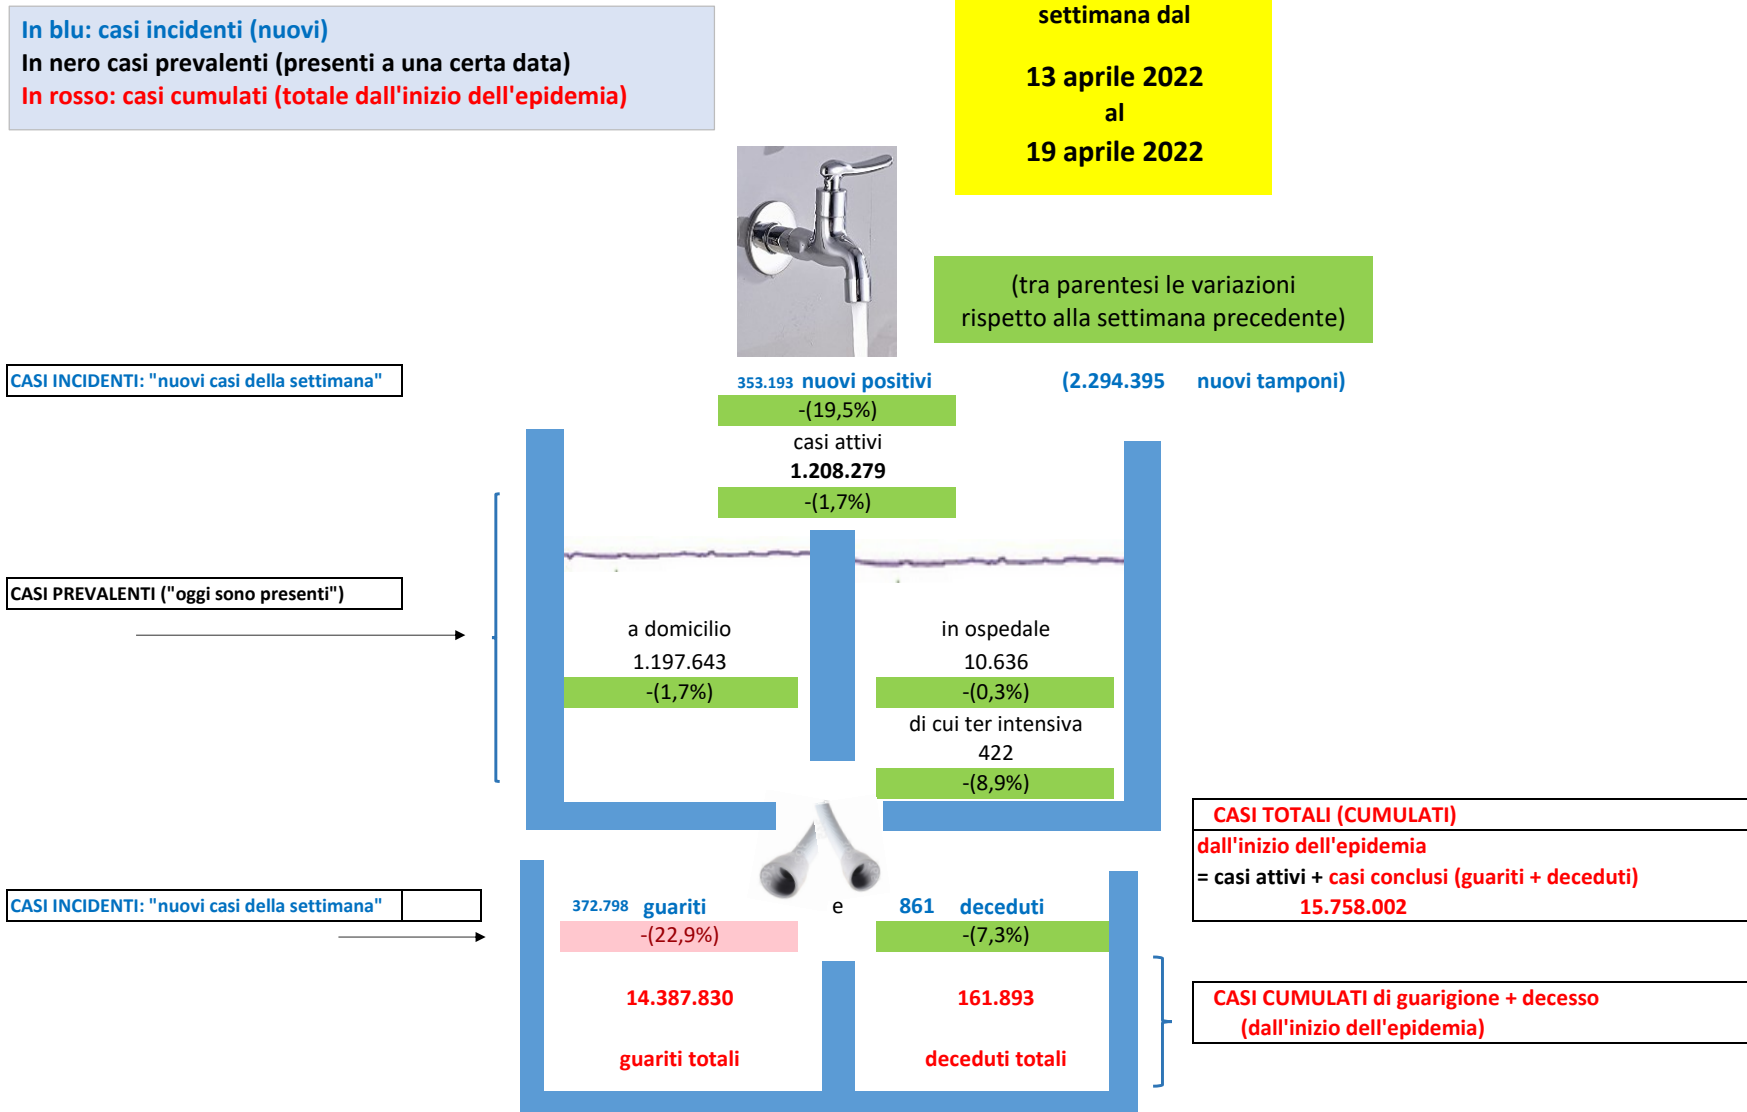 In blu: casi incidenti (nuovi)
In nero casi prevalenti (presenti a una certa data)
In rosso: casi cumulati (totale dall'inizio dell'epidemia)
settimana dal
13 aprile 2022
al
19 aprile 2022
(tra parentesi le variazioni
rispetto alla settimana precedente)
CASI INCIDENTI: "nuovi casi della settimana"
353.193 nuovi positivi
(2.294.395 nuovi tamponi)
-(19,5%)
casi attivi
1.208.279
-(1,7%)
CASI PREVALENTI ("oggi sono presenti")
a domicilio
1.197.643
-(1,7%)
in ospedale
10.636
-(0,3%)
di cui ter intensiva
422
-(8,9%)
CASI TOTALI (CUMULATI)
dall'inizio dell'epidemia
= casi attivi + casi conclusi (guariti + deceduti)
15.758.002
CASI INCIDENTI: "nuovi casi della settimana"
372.798 guariti
e
861 deceduti
-(22,9%)
-(7,3%)
14.387.830
161.893
guariti totali
deceduti totali
CASI CUMULATI di guarigione + decesso
(dall'inizio dell'epidemia)